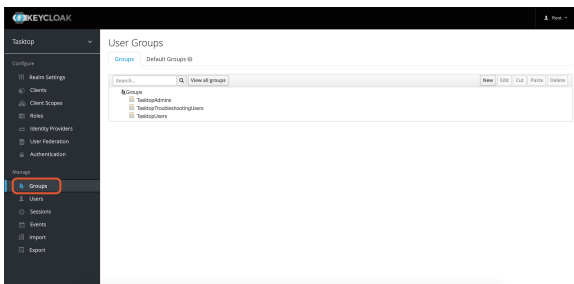 KEYCLOAK
Root
Tasktop
Configure
Realm Settings
Clients
Client Scopes
Roles
Identity Providers
User Federation
Authentication
Manage
Groups
Users
Sessions
Events
Import
Export
User Groups
Groups Default Groups
Search... View all groups New Edit Cut Paste Delete
Groups
TasktopAdmins
TasktopTroubleshootingUsers
TasktopUsers